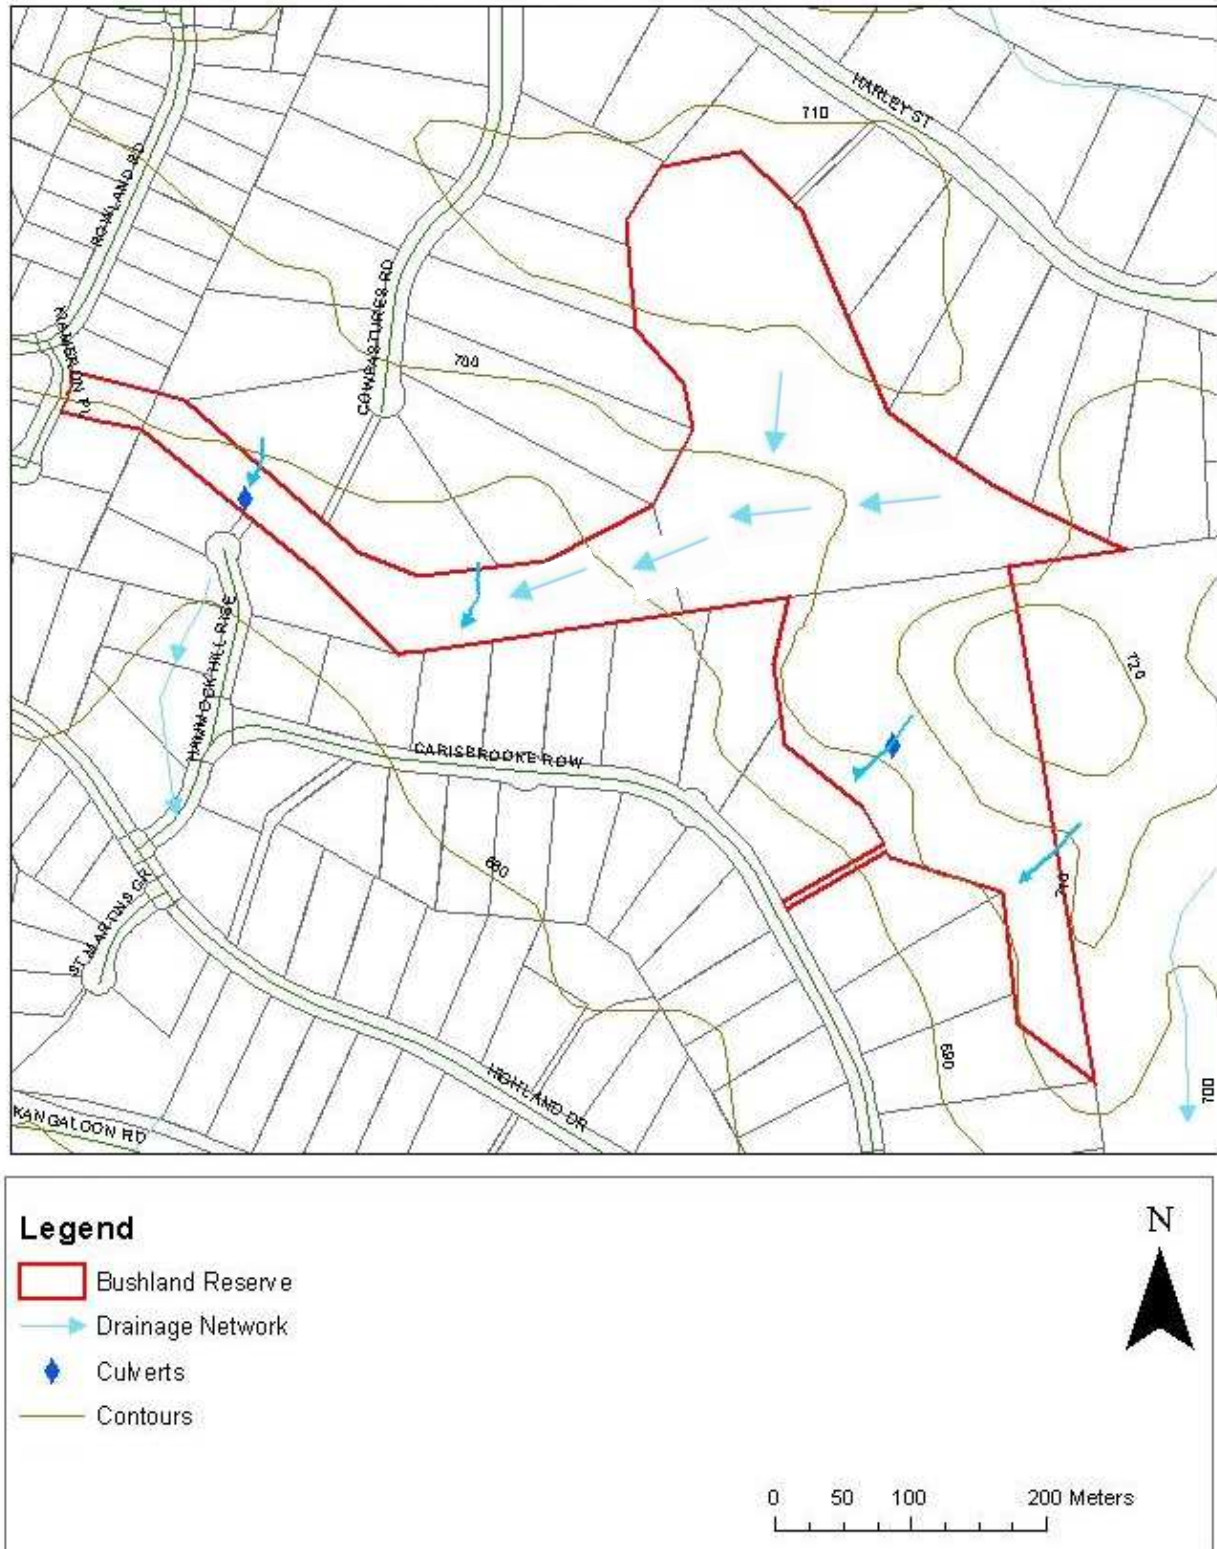 HARLEY ST
710
ROWLAND RD
COWPASTURES RD
700
720
HAMMOCK HILL RISE
CARISBROOKE ROW
680
710
ST MARTINS GR
690
HIGHLAND DR
700
KANGALOON RD
Legend
Bushland Reserve
Drainage Network
Culverts
Contours
N
0 50 100 200 Meters